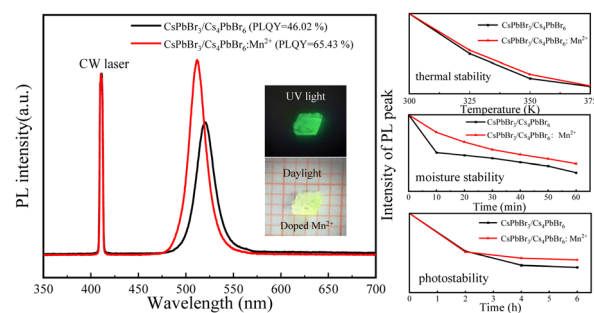 CsPbBr₃/Cs₄PbBr₆ (PLQY=46.02 %)
CsPbBr₃/Cs₄PbBr₆:Mn²⁺ (PLQY=65.43 %)
CW laser
UV light
Daylight
Doped Mn²⁺
PL intensity(a.u.)
350 400 450 500 550 600 650 700
Wavelength (nm)
Intensity of PL peak
CsPbBr₃/Cs₄PbBr₆
CsPbBr₃/Cs₄PbBr₆: Mn²⁺
thermal stability
300 325 350 375
Temperature (K)
CsPbBr₃/Cs₄PbBr₆
CsPbBr₃/Cs₄PbBr₆: Mn²⁺
moisture stability
0 10 20 30 40 50 60
Time (min)
CsPbBr₃/Cs₄PbBr₆
CsPbBr₃/Cs₄PbBr₆: Mn²⁺
photostability
0 1 2 3 4 5 6
Time (h)